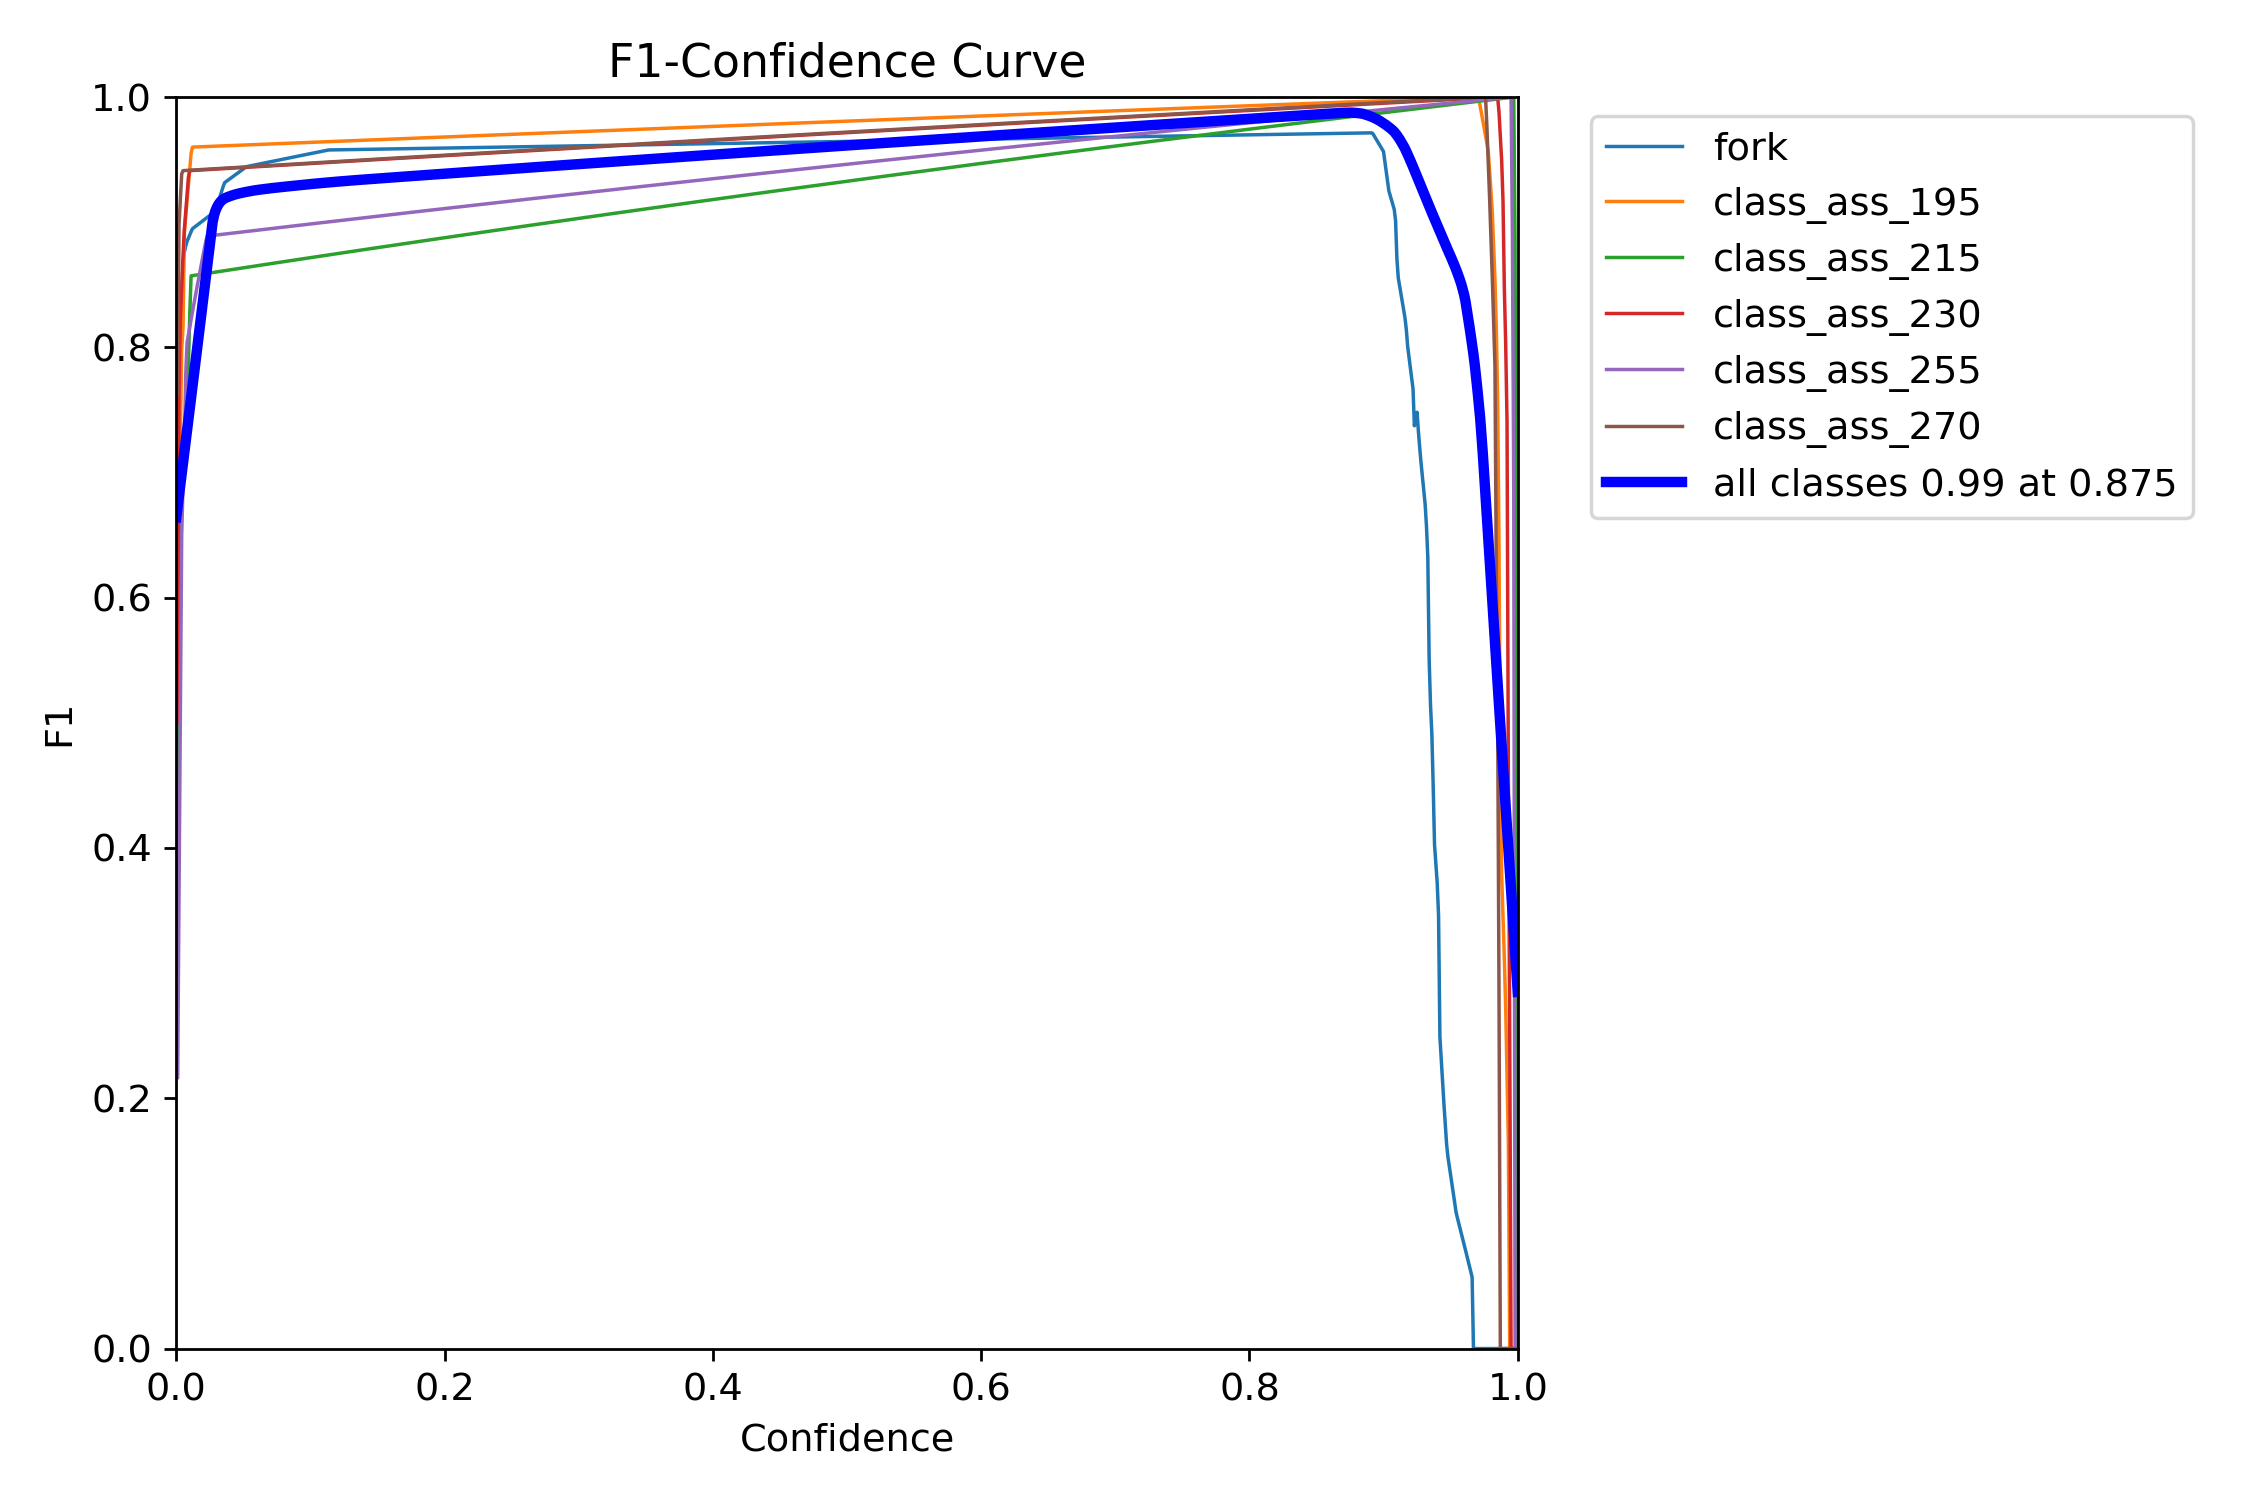 F1-Confidence Curve
1.0
0.8
0.6
0.4
0.2
0.0
F1
0.0 0.2 0.4 0.6 0.8 1.0
Confidence
fork
class_ass_195
class_ass_215
class_ass_230
class_ass_255
class_ass_270
all classes 0.99 at 0.875